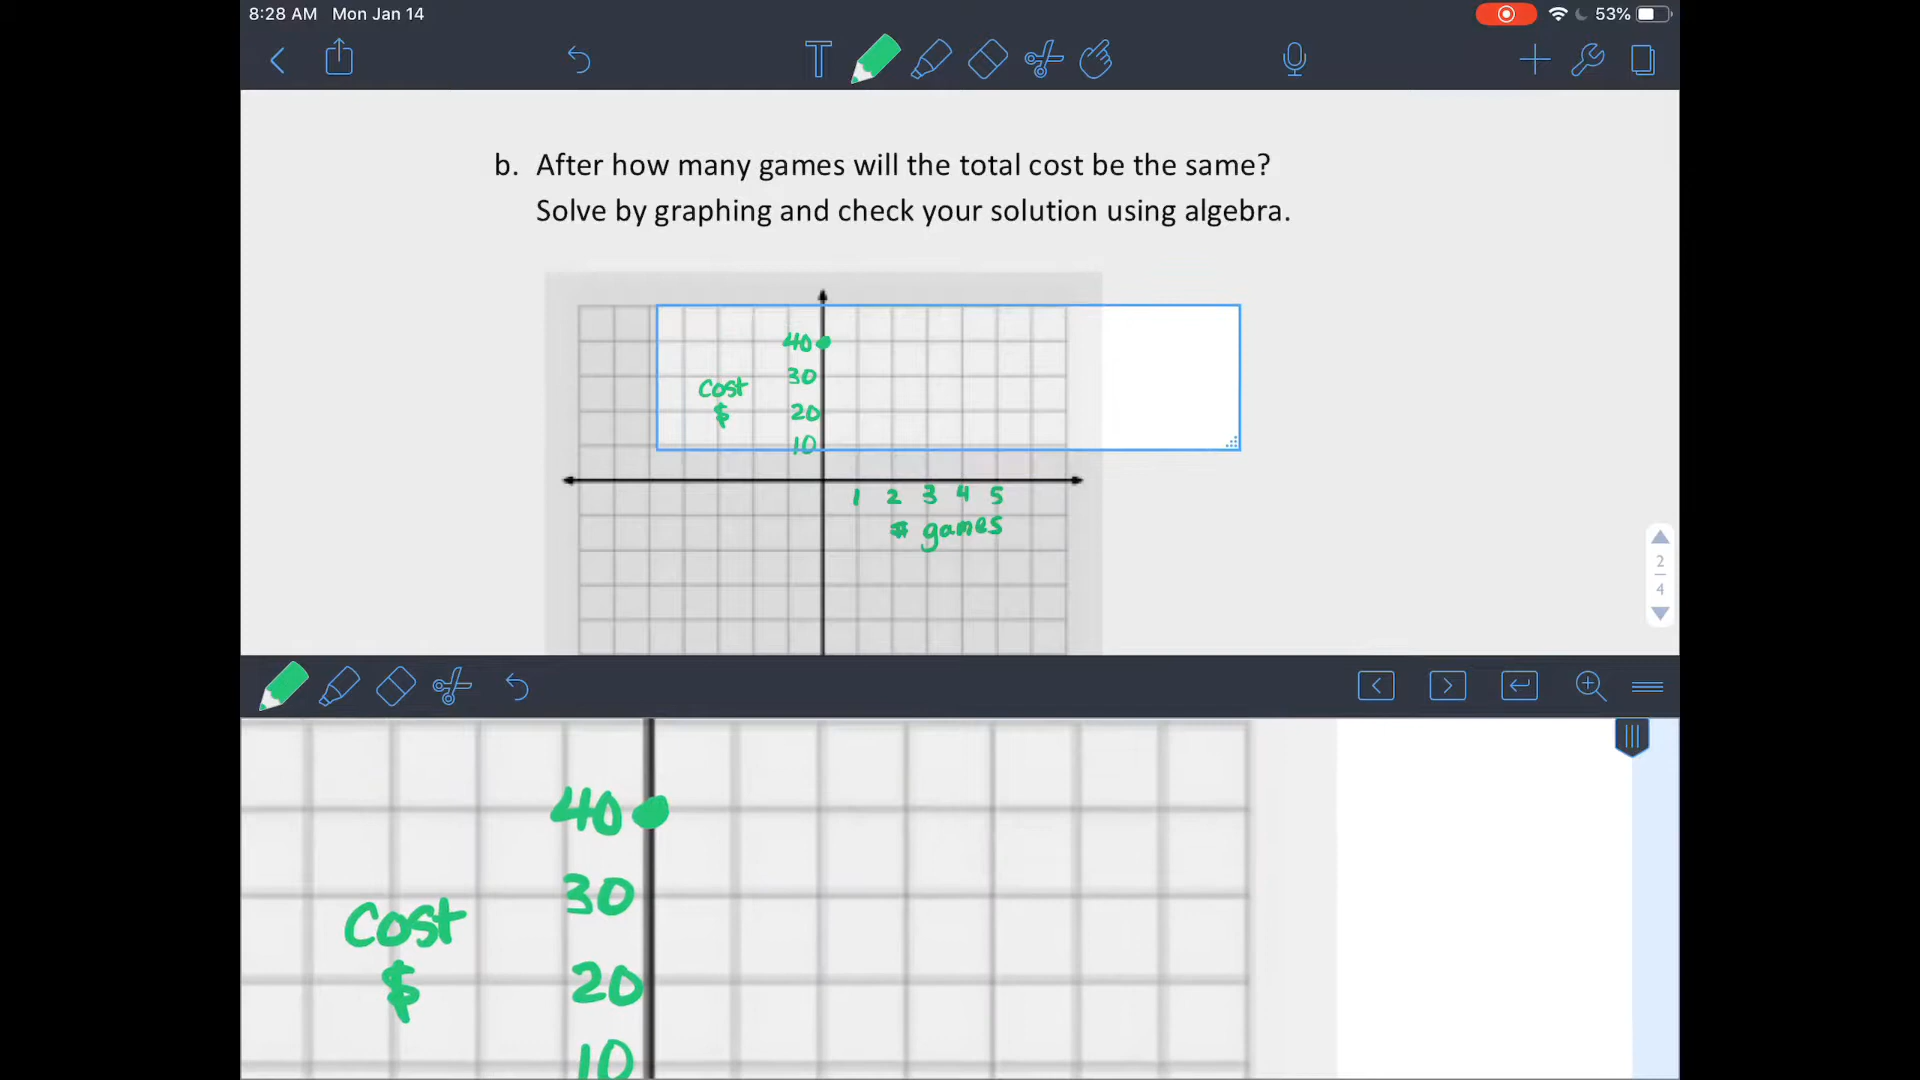 8:28 AM Mon Jan 14
53%
T
b. After how many games will the total cost be the same?
Solve by graphing and check your solution using algebra.
40
30
Cost
$
20
10
1 2 3 4 5
# games
2
4
40
30
Cost
$
20
10